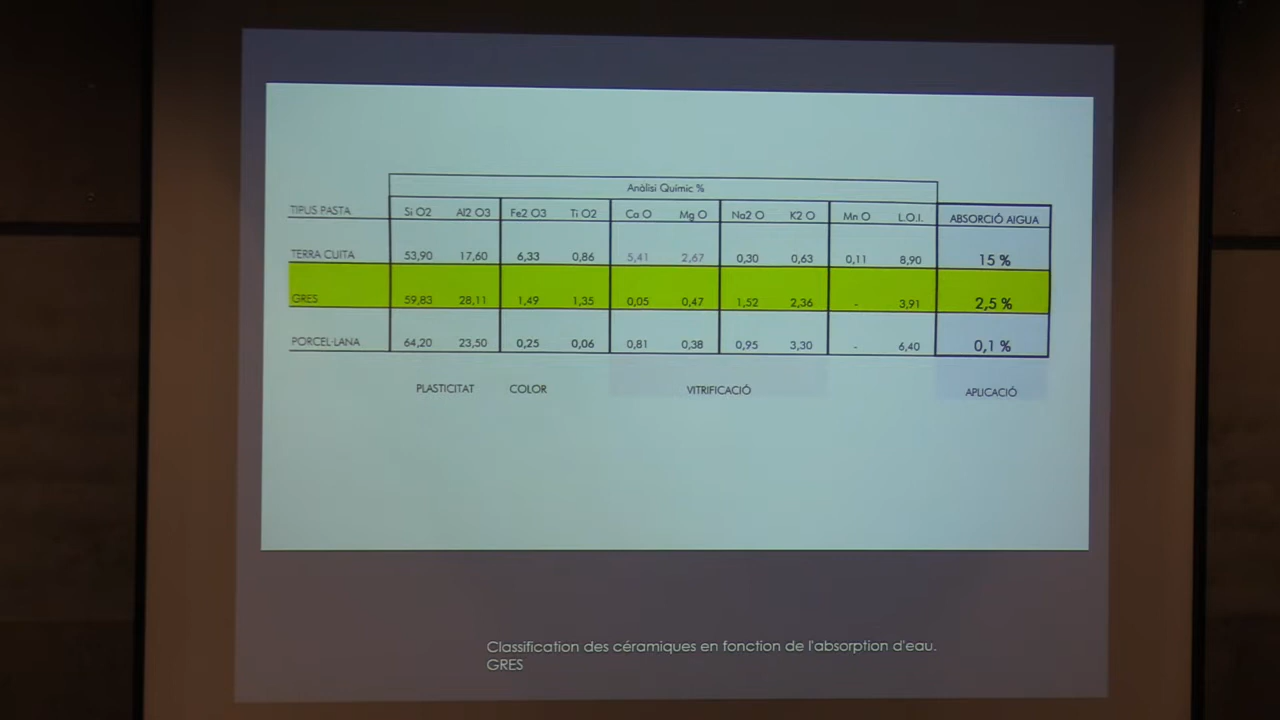 Anàlisi Químic %
TIPUS PASTA Si O2 Al2 O3 Fe2 O3 Ti O2 Ca O Mg O Na2 O K2 O Mn O L.O.I. ABSORCIÓ AIGUA
TERRA CUITA 53,90 17,60 6,33 0,86 5,41 2,67 0,30 0,63 0,11 8,90 15 %
GRES 59,83 28,11 1,49 1,35 0,05 0,47 1,52 2,36 - 3,91 2,5 %
PORCEL·LANA 64,20 23,50 0,25 0,06 0,81 0,38 0,95 3,30 - 6,40 0,1 %
PLASTICITAT COLOR VITRIFICACIÓ APLICACIÓ
Classification des céramiques en fonction de l'absorption d'eau.
GRES